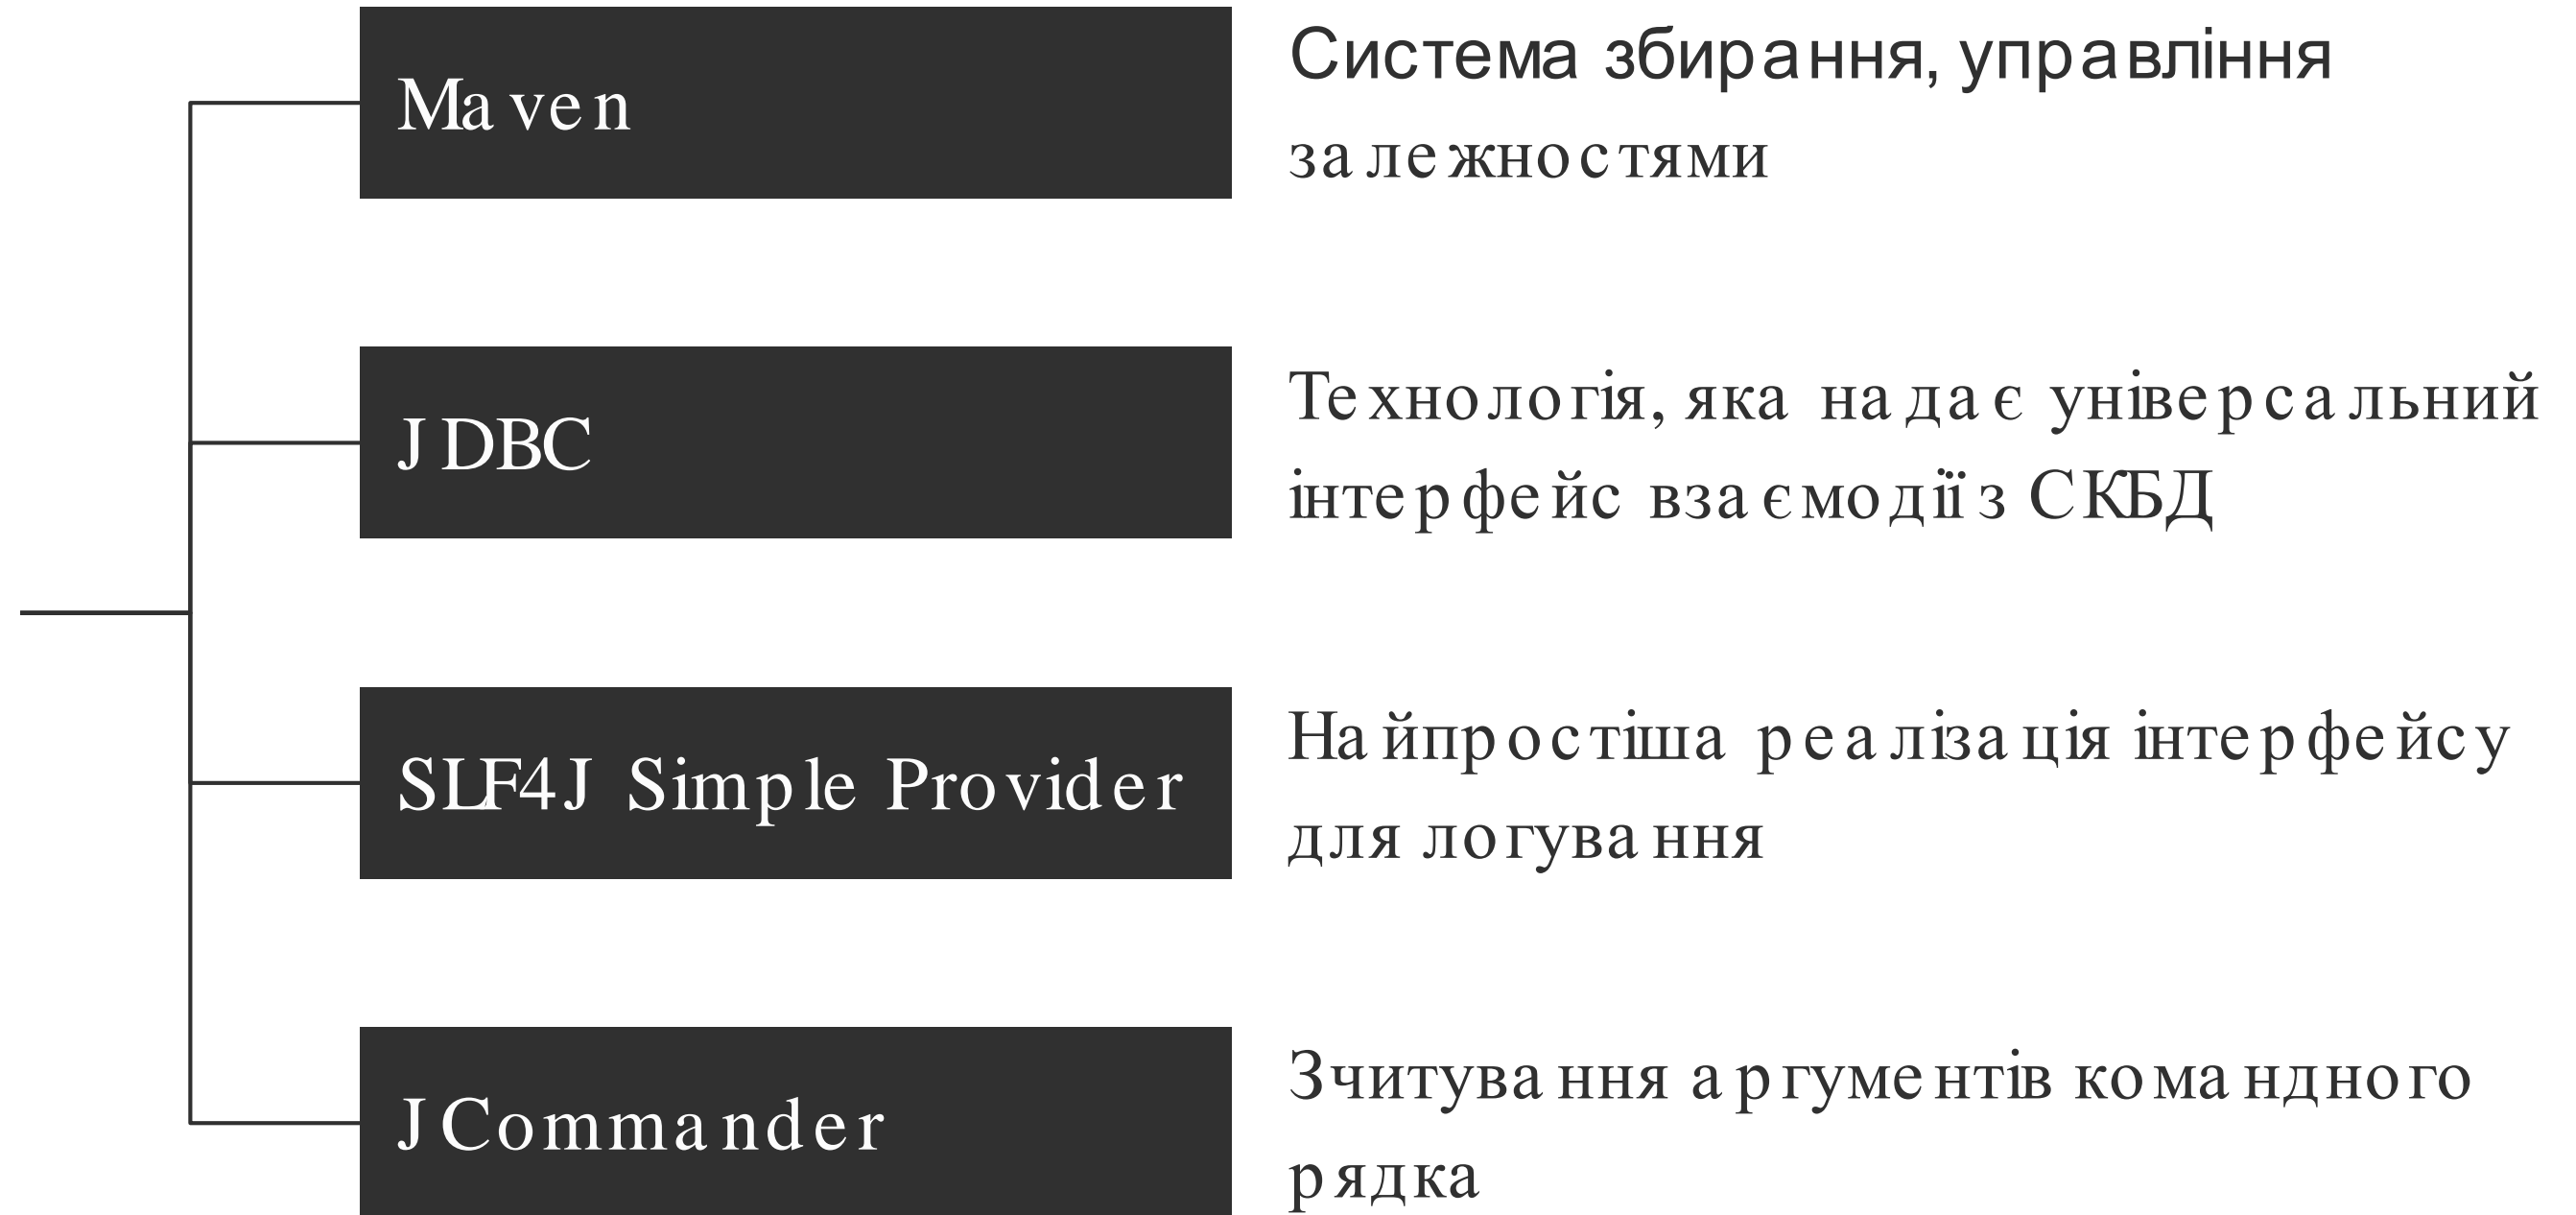 Maven
Система збирання, управління
залежностями
JDBC
Технологія, яка надає універсальний
інтерфейс взаємодії з СКБД
SLF4J Simple Provider
Найпростіша реалізація інтерфейсу
для логування
JCommander
Зчитування аргументів командного
рядка